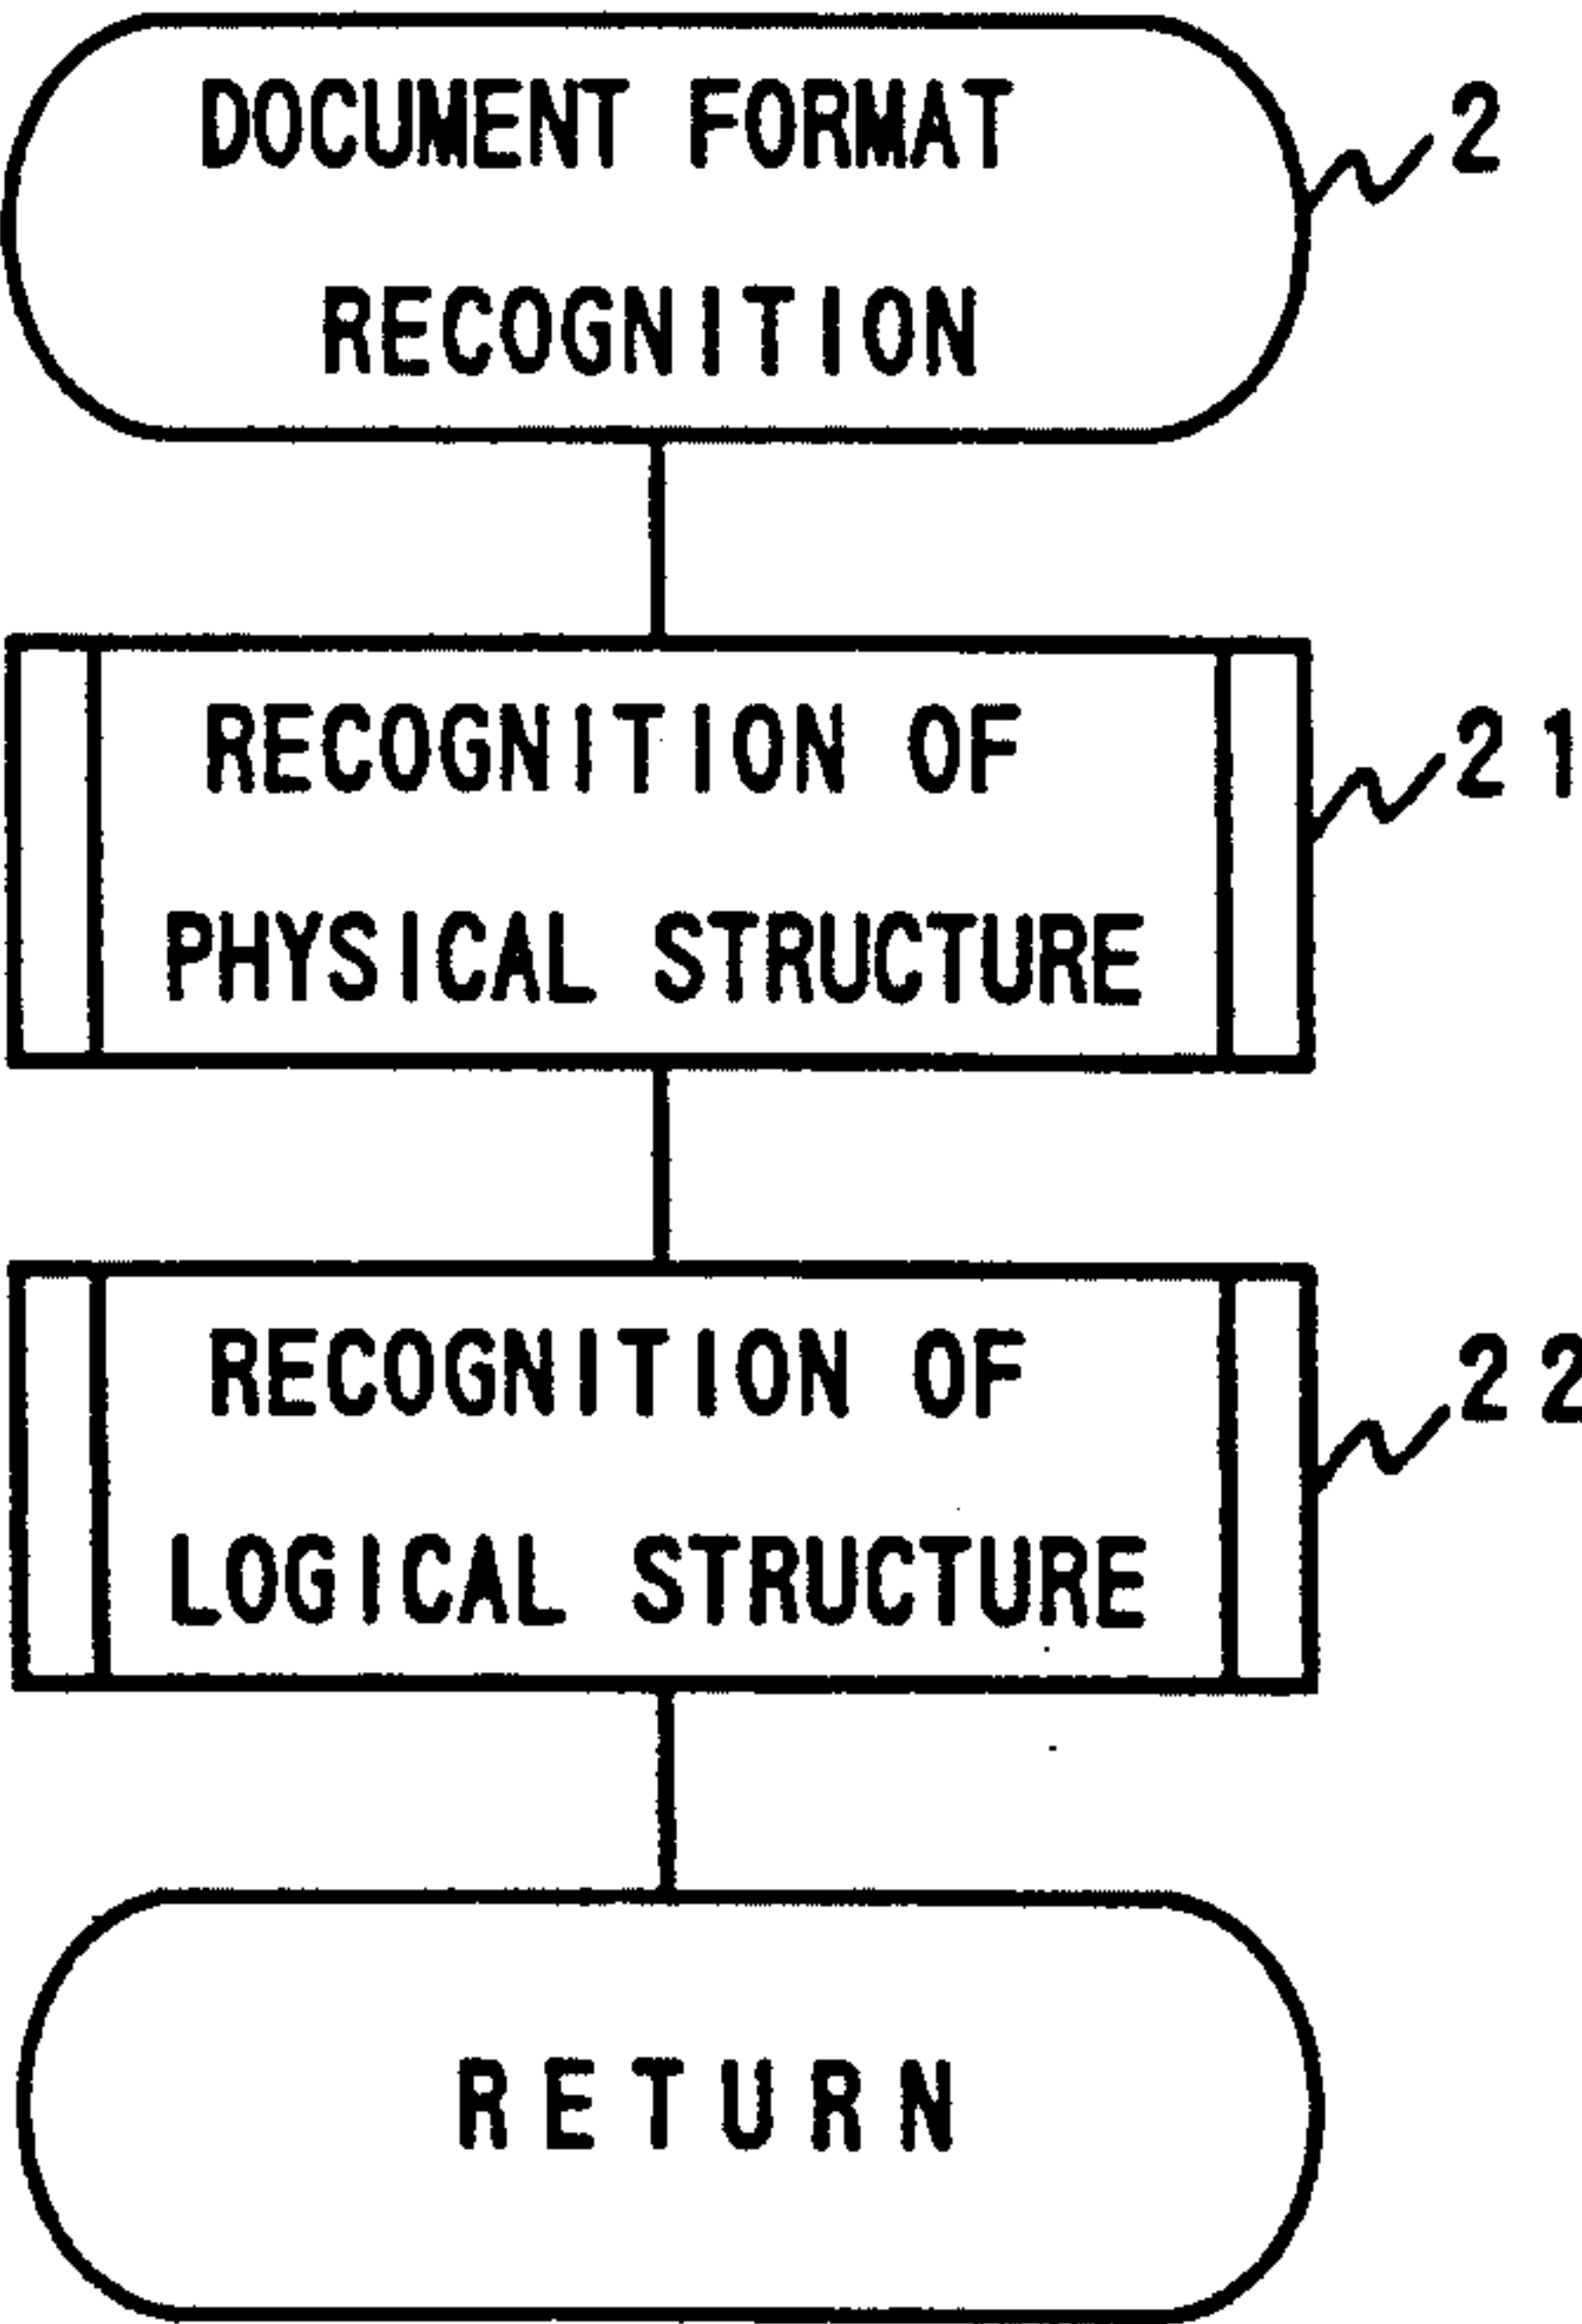 DOCUMENT FORMAT 2
RECOGNITION
RECOGNITION OF 21
PHYSICAL STRUCTURE
RECOGNITION OF 22
LOGICAL STRUCTURE
RETURN